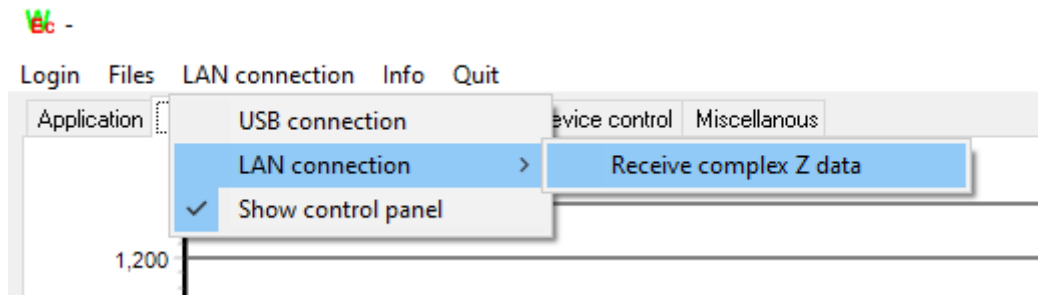 WEc -
Login Files LAN connection Info Quit
Application evice control Miscellanous
USB connection
LAN connection > Receive complex Z data
Show control panel
1,200